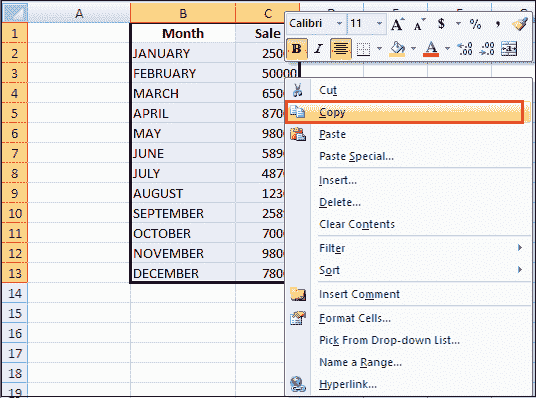 A B C
Calibri 11 A A $ % ,
B A .00 .0
1 Month Sale
2 JANUARY 250
3 FEBRUARY 50000
4 MARCH 650
5 APRIL 870
6 MAY 980
7 JUNE 589
8 JULY 487
9 AUGUST 123
10 SEPTEMBER 258
11 OCTOBER 700
12 NOVEMBER 980
13 DECEMBER 780
14
15
16
17
18
19
Cut
Copy
Paste
Paste Special...
Insert...
Delete...
Clear Contents
Filter
Sort
Insert Comment
Format Cells...
Pick From Drop-down List...
Name a Range...
Hyperlink...